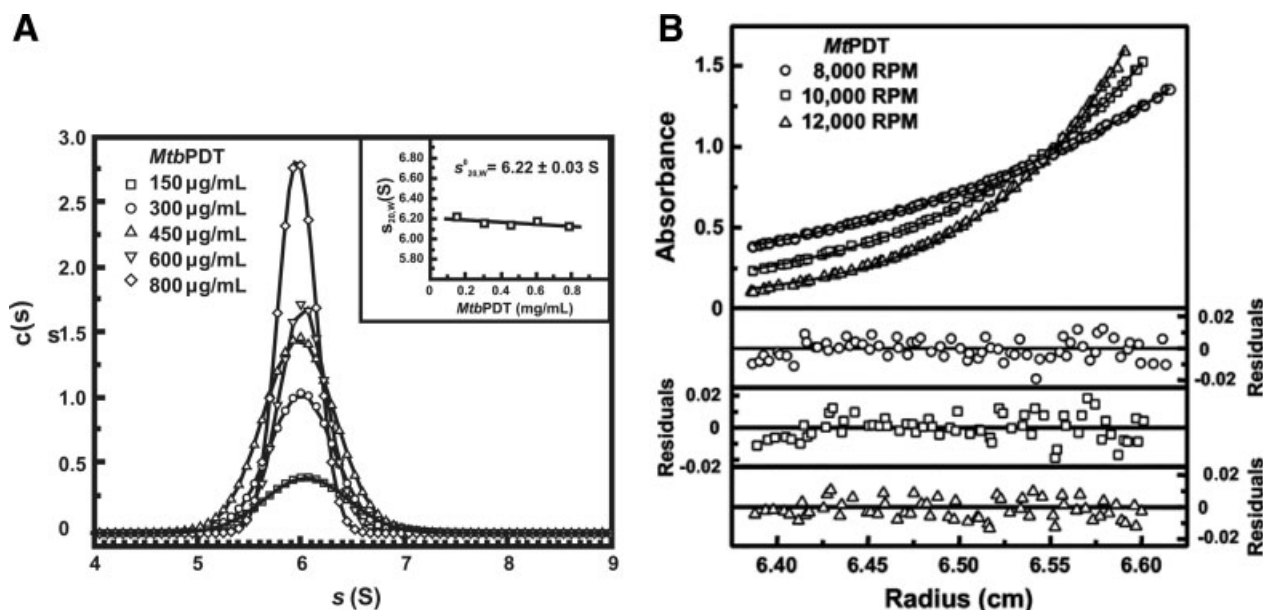 A
MtbPDT
150 µg/mL
300 µg/mL
450 µg/mL
600 µg/mL
800 µg/mL
3.0
2.5
2.0
1.5
1.0
0.5
0
c(s)
s
4 5 6 7 8 9
s (S)
s⁰20,W = 6.22 ± 0.03 S
6.80
6.60
6.40
6.20
6.00
5.80
s20,W(S)
0 0.2 0.4 0.6 0.8
MtbPDT (mg/mL)
B
MtPDT
8,000 RPM
10,000 RPM
12,000 RPM
1.5
1.0
0.5
0
Absorbance
0.02
0
-0.02
Residuals
0.02
0
-0.02
Residuals
0.02
0
-0.02
Residuals
6.40 6.45 6.50 6.55 6.60
Radius (cm)